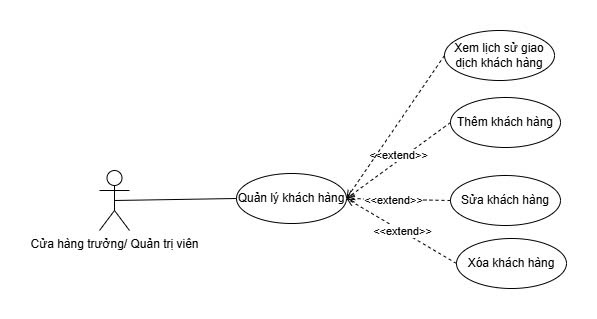 Xem lịch sử giao
dịch khách hàng
Thêm khách hàng
<<extend>>
Quản lý khách hàng
<<extend>>
Sửa khách hàng
<<extend>>
Cửa hàng trưởng/ Quản trị viên
Xóa khách hàng